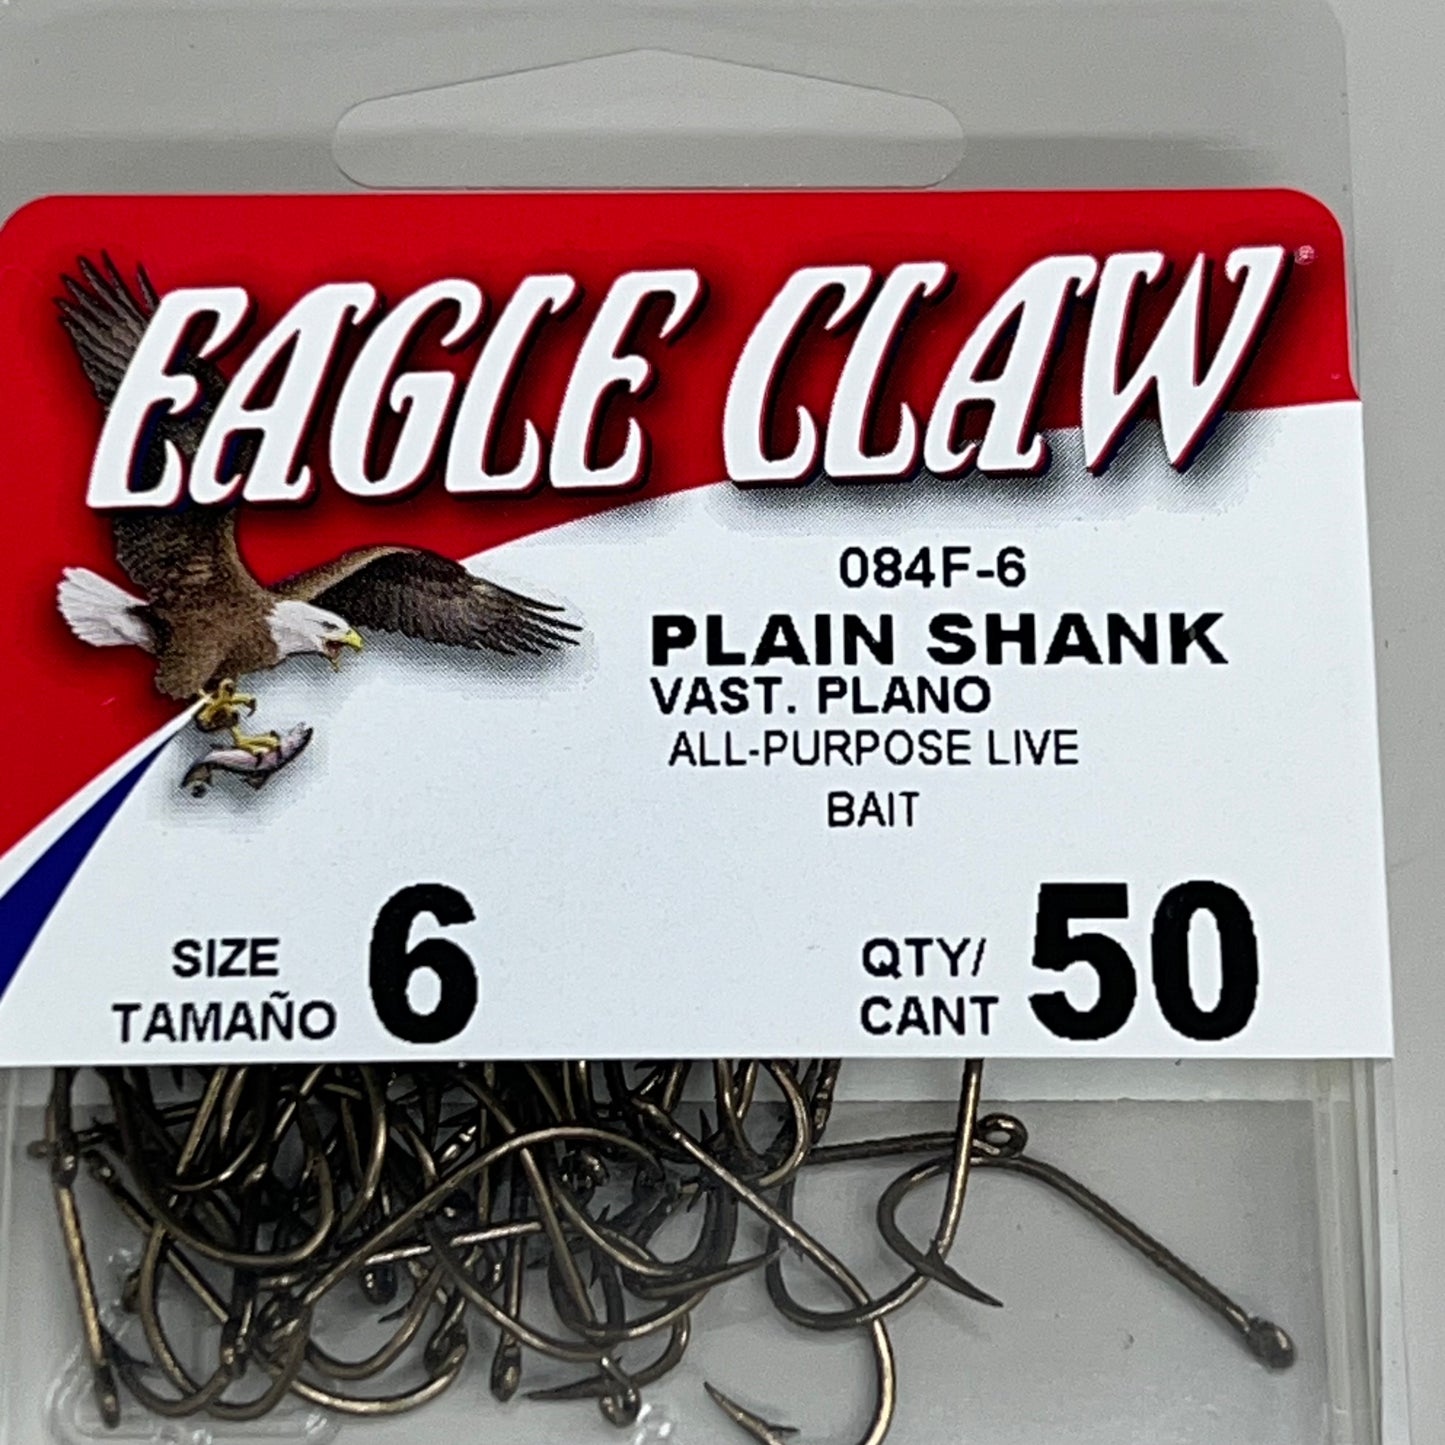 EAGLE CLAW®
084F-6
PLAIN SHANK
VAST. PLANO
ALL-PURPOSE LIVE
BAIT
SIZE
TAMAÑO 6
QTY/
CANT 50